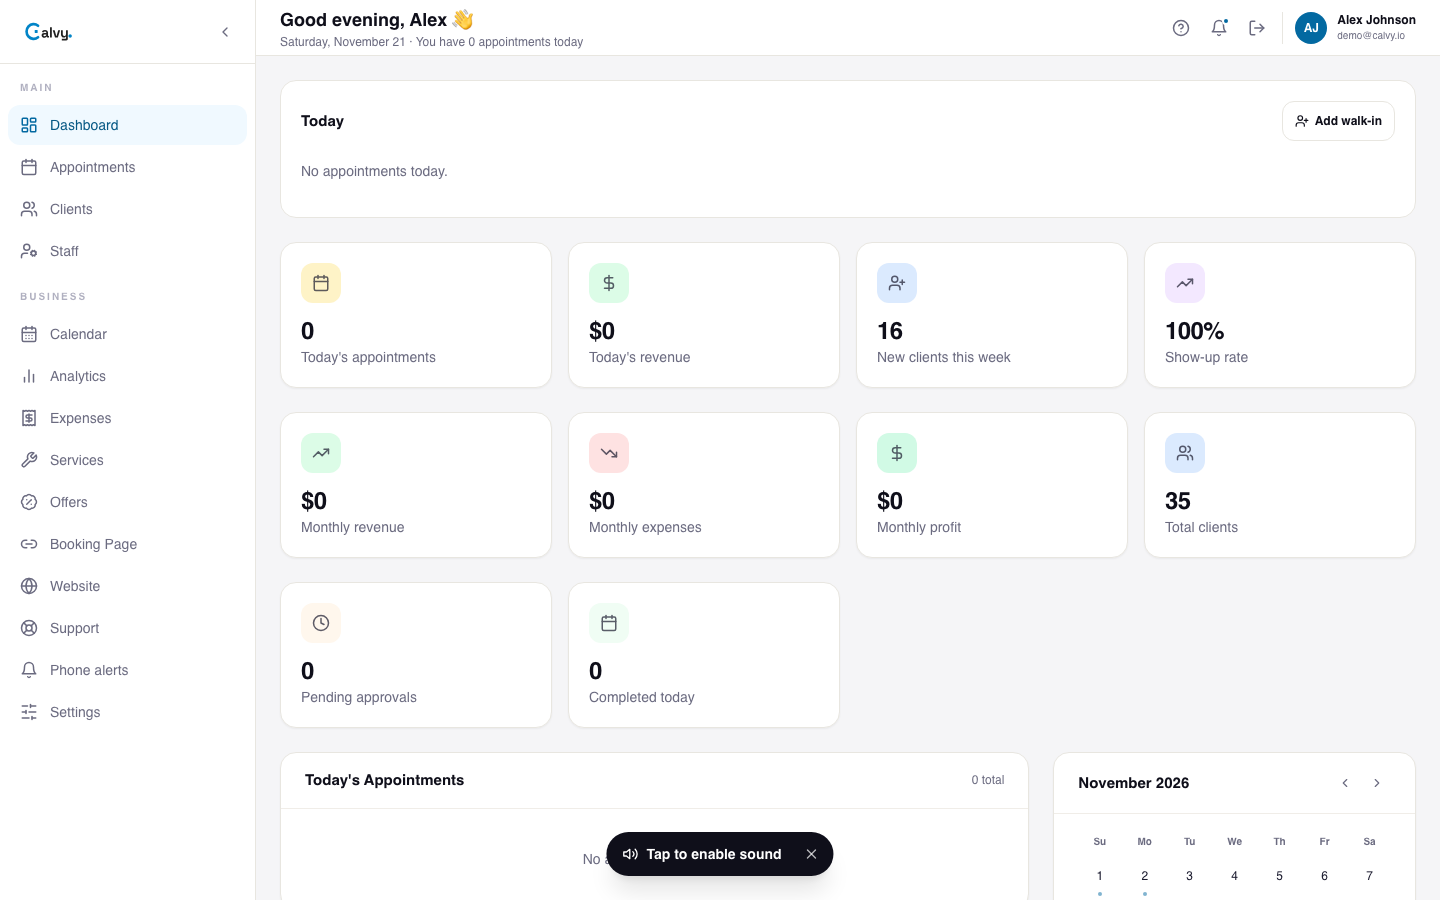 Calvy.
MAIN
Dashboard
Appointments
Clients
Staff
BUSINESS
Calendar
Analytics
Expenses
Services
Offers
Booking Page
Website
Support
Phone alerts
Settings
Good evening, Alex 👋
Saturday, November 21 · You have 0 appointments today
AJ
Alex Johnson
demo@calvy.io
Today
Add walk-in
No appointments today.
0
Today's appointments
$0
Today's revenue
16
New clients this week
100%
Show-up rate
$0
Monthly revenue
$0
Monthly expenses
$0
Monthly profit
35
Total clients
0
Pending approvals
0
Completed today
Today's Appointments
0 total
No
Tap to enable sound
November 2026
Su Mo Tu We Th Fr Sa
1 2 3 4 5 6 7